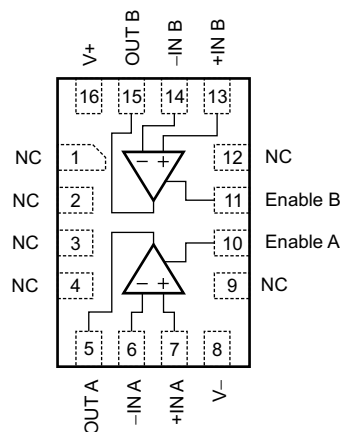 V+
OUT B
−IN B
+IN B
16
15
14
13
NC
1
12
NC
NC
2
11
Enable B
NC
3
10
Enable A
NC
4
9
NC
− +
− +
5
6
7
8
OUT A
−IN A
+IN A
V−